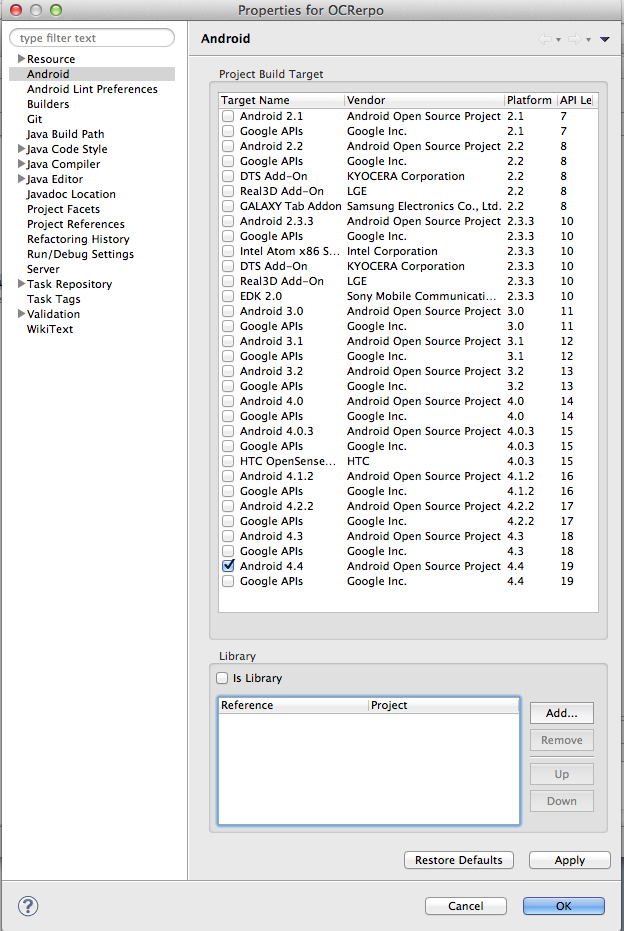 Properties for OCRerpo
type filter text
Resource
Android
Android Lint Preferences
Builders
Git
Java Build Path
Java Code Style
Java Compiler
Java Editor
Javadoc Location
Project Facets
Project References
Refactoring History
Run/Debug Settings
Server
Task Repository
Task Tags
Validation
WikiText
Android
Project Build Target
Target Name Vendor Platform API Le
Android 2.1 Android Open Source Project 2.1 7
Google APIs Google Inc. 2.1 7
Android 2.2 Android Open Source Project 2.2 8
Google APIs Google Inc. 2.2 8
DTS Add-On KYOCERA Corporation 2.2 8
Real3D Add-On LGE 2.2 8
GALAXY Tab Addon Samsung Electronics Co., Ltd. 2.2 8
Android 2.3.3 Android Open Source Project 2.3.3 10
Google APIs Google Inc. 2.3.3 10
Intel Atom x86 S... Intel Corporation 2.3.3 10
DTS Add-On KYOCERA Corporation 2.3.3 10
Real3D Add-On LGE 2.3.3 10
EDK 2.0 Sony Mobile Communicati... 2.3.3 10
Android 3.0 Android Open Source Project 3.0 11
Google APIs Google Inc. 3.0 11
Android 3.1 Android Open Source Project 3.1 12
Google APIs Google Inc. 3.1 12
Android 3.2 Android Open Source Project 3.2 13
Google APIs Google Inc. 3.2 13
Android 4.0 Android Open Source Project 4.0 14
Google APIs Google Inc. 4.0 14
Android 4.0.3 Android Open Source Project 4.0.3 15
Google APIs Google Inc. 4.0.3 15
HTC OpenSense... HTC 4.0.3 15
Android 4.1.2 Android Open Source Project 4.1.2 16
Google APIs Google Inc. 4.1.2 16
Android 4.2.2 Android Open Source Project 4.2.2 17
Google APIs Google Inc. 4.2.2 17
Android 4.3 Android Open Source Project 4.3 18
Google APIs Google Inc. 4.3 18
Android 4.4 Android Open Source Project 4.4 19
Google APIs Google Inc. 4.4 19
Library
Is Library
Reference Project
Add...
Remove
Up
Down
Restore Defaults Apply
? Cancel OK